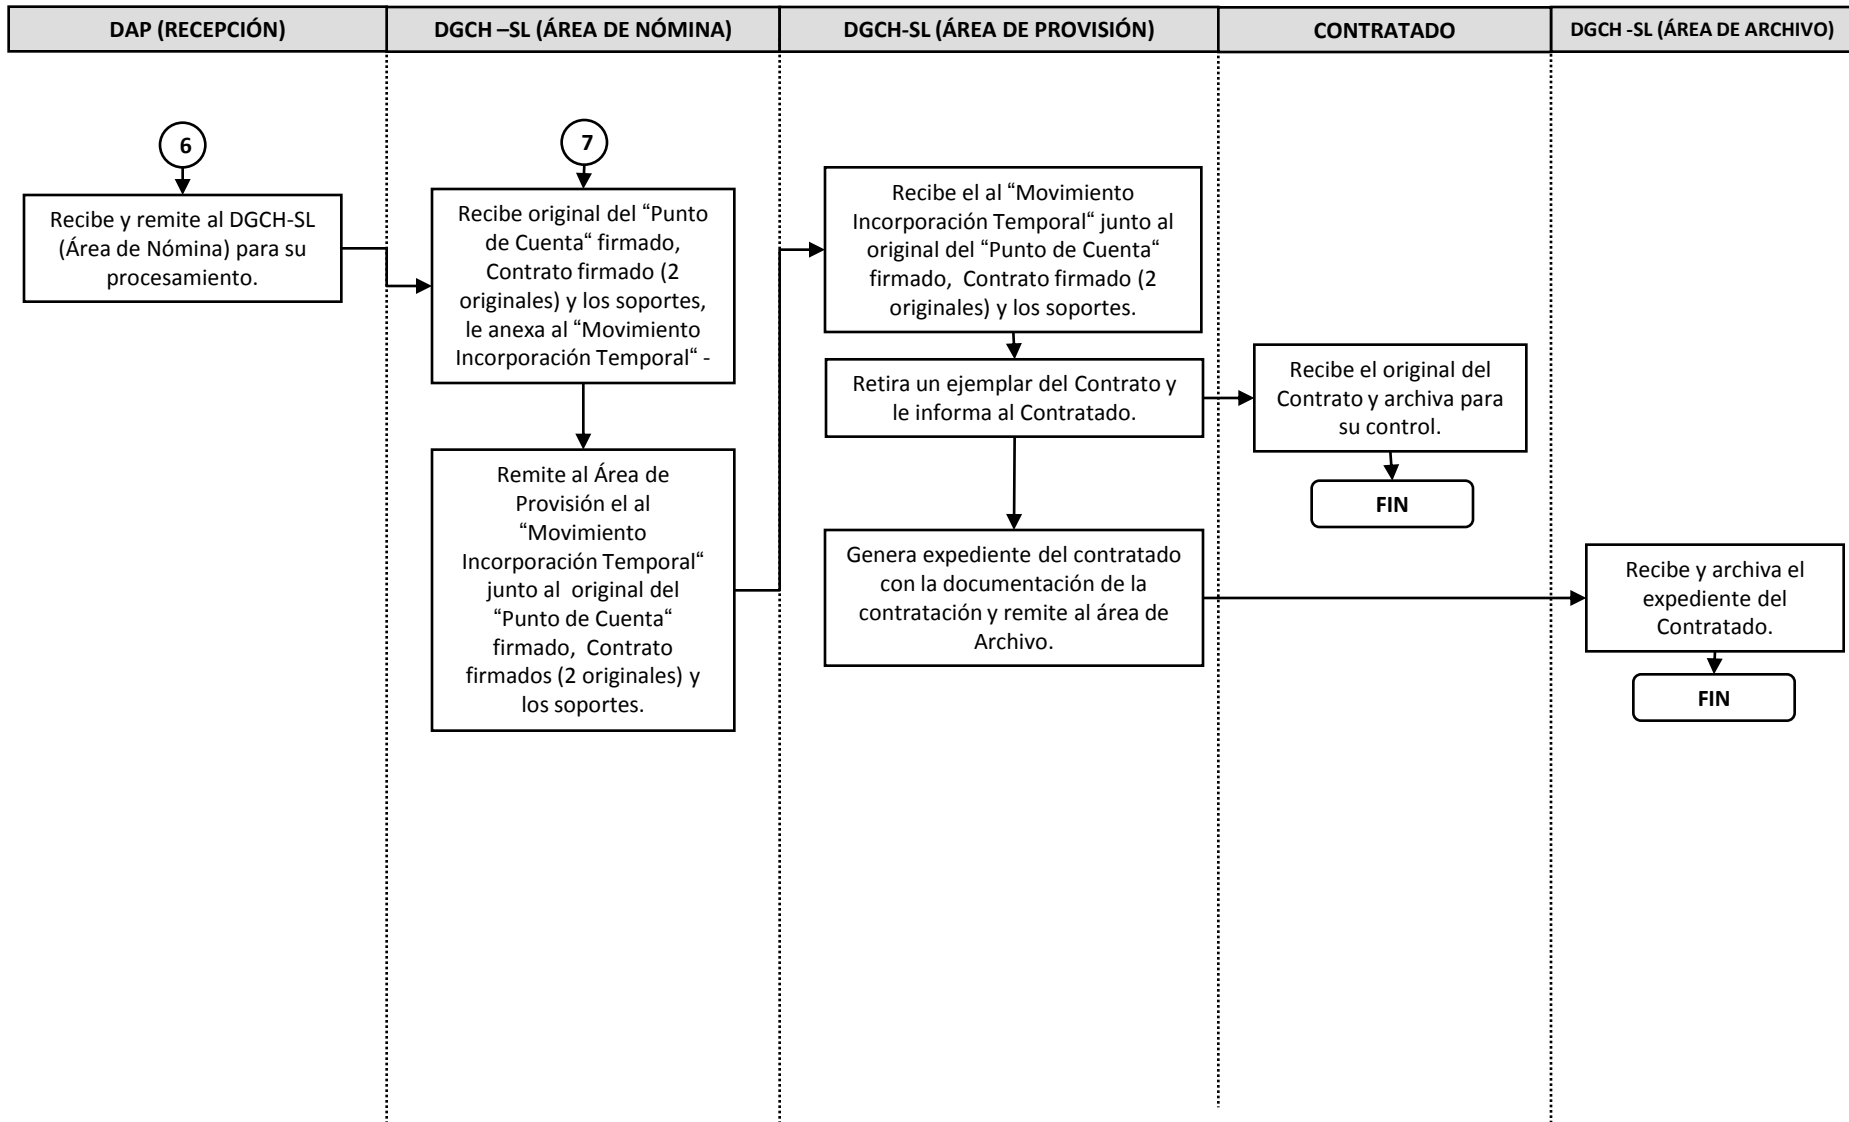 DAP (RECEPCIÓN)
DGCH –SL (ÁREA DE NÓMINA)
DGCH-SL (ÁREA DE PROVISIÓN)
CONTRATADO
DGCH -SL (ÁREA DE ARCHIVO)
6
Recibe y remite al DGCH-SL
(Área de Nómina) para su
procesamiento.
7
Recibe original del “Punto
de Cuenta“ firmado,
Contrato firmado (2
originales) y los soportes,
le anexa al “Movimiento
Incorporación Temporal“ -
Remite al Área de
Provisión el al
“Movimiento
Incorporación Temporal“
junto al  original del
“Punto de Cuenta“
firmado,  Contrato
firmados (2 originales) y
los soportes.
Recibe el al “Movimiento
Incorporación Temporal“ junto al
original del “Punto de Cuenta“
firmado,  Contrato firmado (2
originales) y los soportes.
Retira un ejemplar del Contrato y
le informa al Contratado.
Genera expediente del contratado
con la documentación de la
contratación y remite al área de
Archivo.
Recibe el original del
Contrato y archiva para
su control.
FIN
Recibe y archiva el
expediente del
Contratado.
FIN